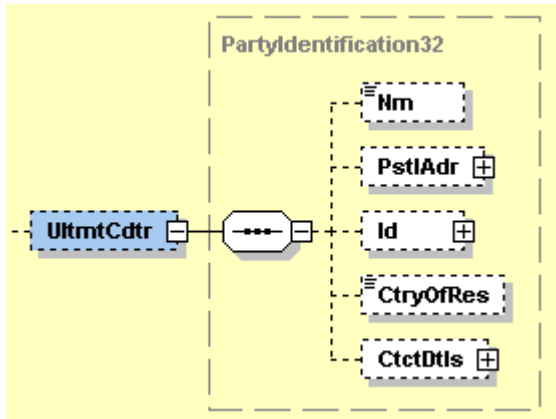 PartyIdentification32
Nm
PstlAdr
UltmtCdtr
Id
CtryOfRes
CtctDtls